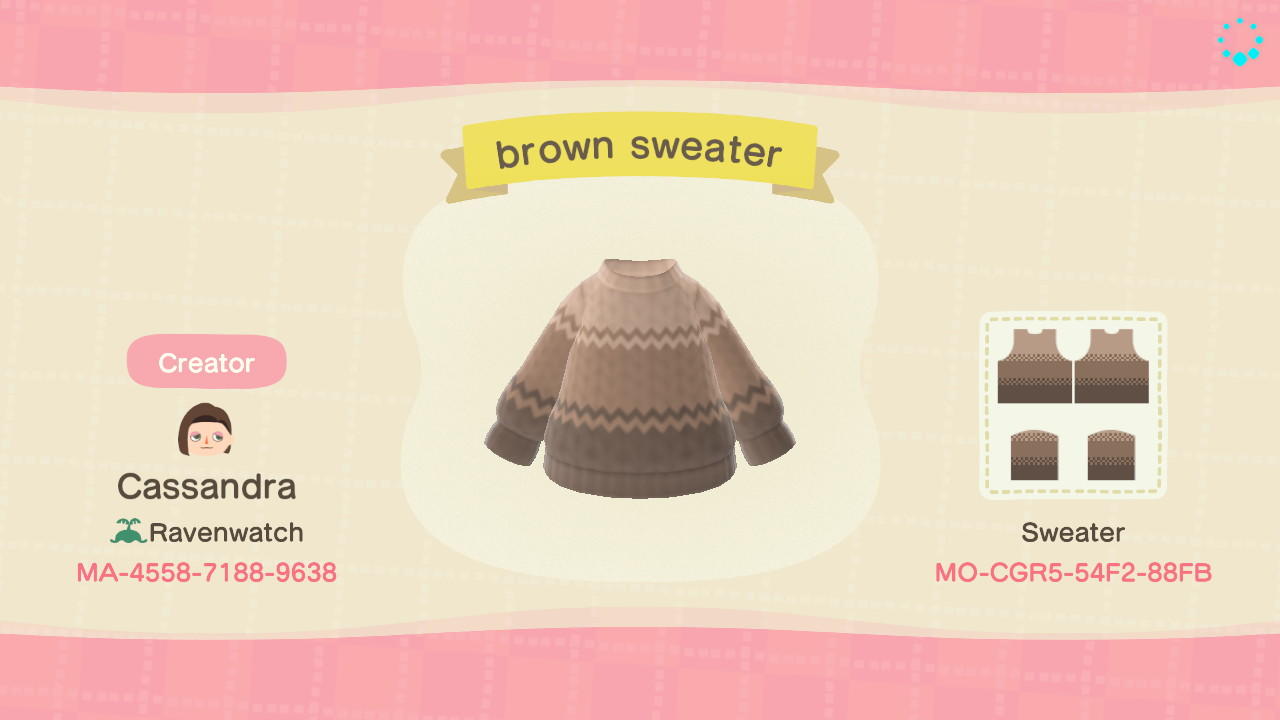 brown sweater
Creator
Cassandra
Ravenwatch
MA-4558-7188-9638
Sweater
MO-CGR5-54F2-88FB